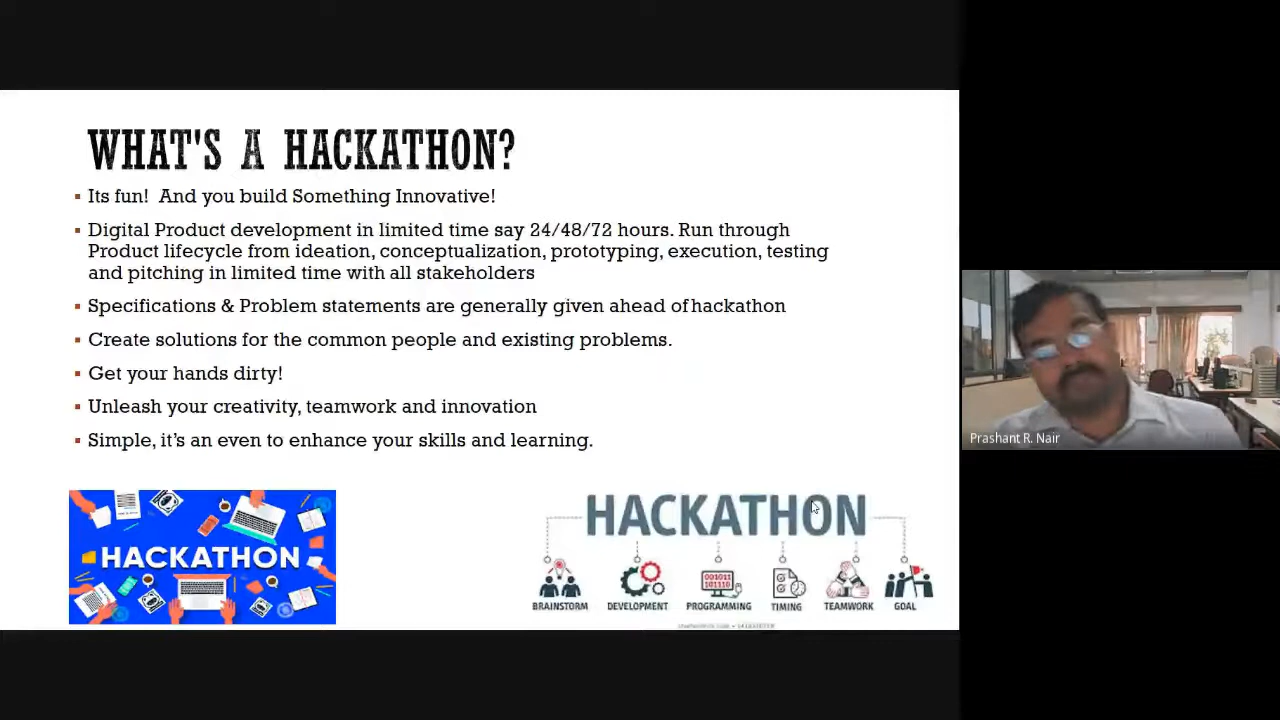 WHAT'S A HACKATHON?
Its fun! And you build Something Innovative!
Digital Product development in limited time say 24/48/72 hours. Run through
Product lifecycle from ideation, conceptualization, prototyping, execution, testing
and pitching in limited time with all stakeholders
Specifications & Problem statements are generally given ahead of hackathon
Create solutions for the common people and existing problems.
Get your hands dirty!
Unleash your creativity, teamwork and innovation
Simple, it's an even to enhance your skills and learning.
HACKATHON
HACKATHON
001011
101110
BRAINSTORM DEVELOPMENT PROGRAMMING TIMING TEAMWORK GOAL
Prashant R. Nair